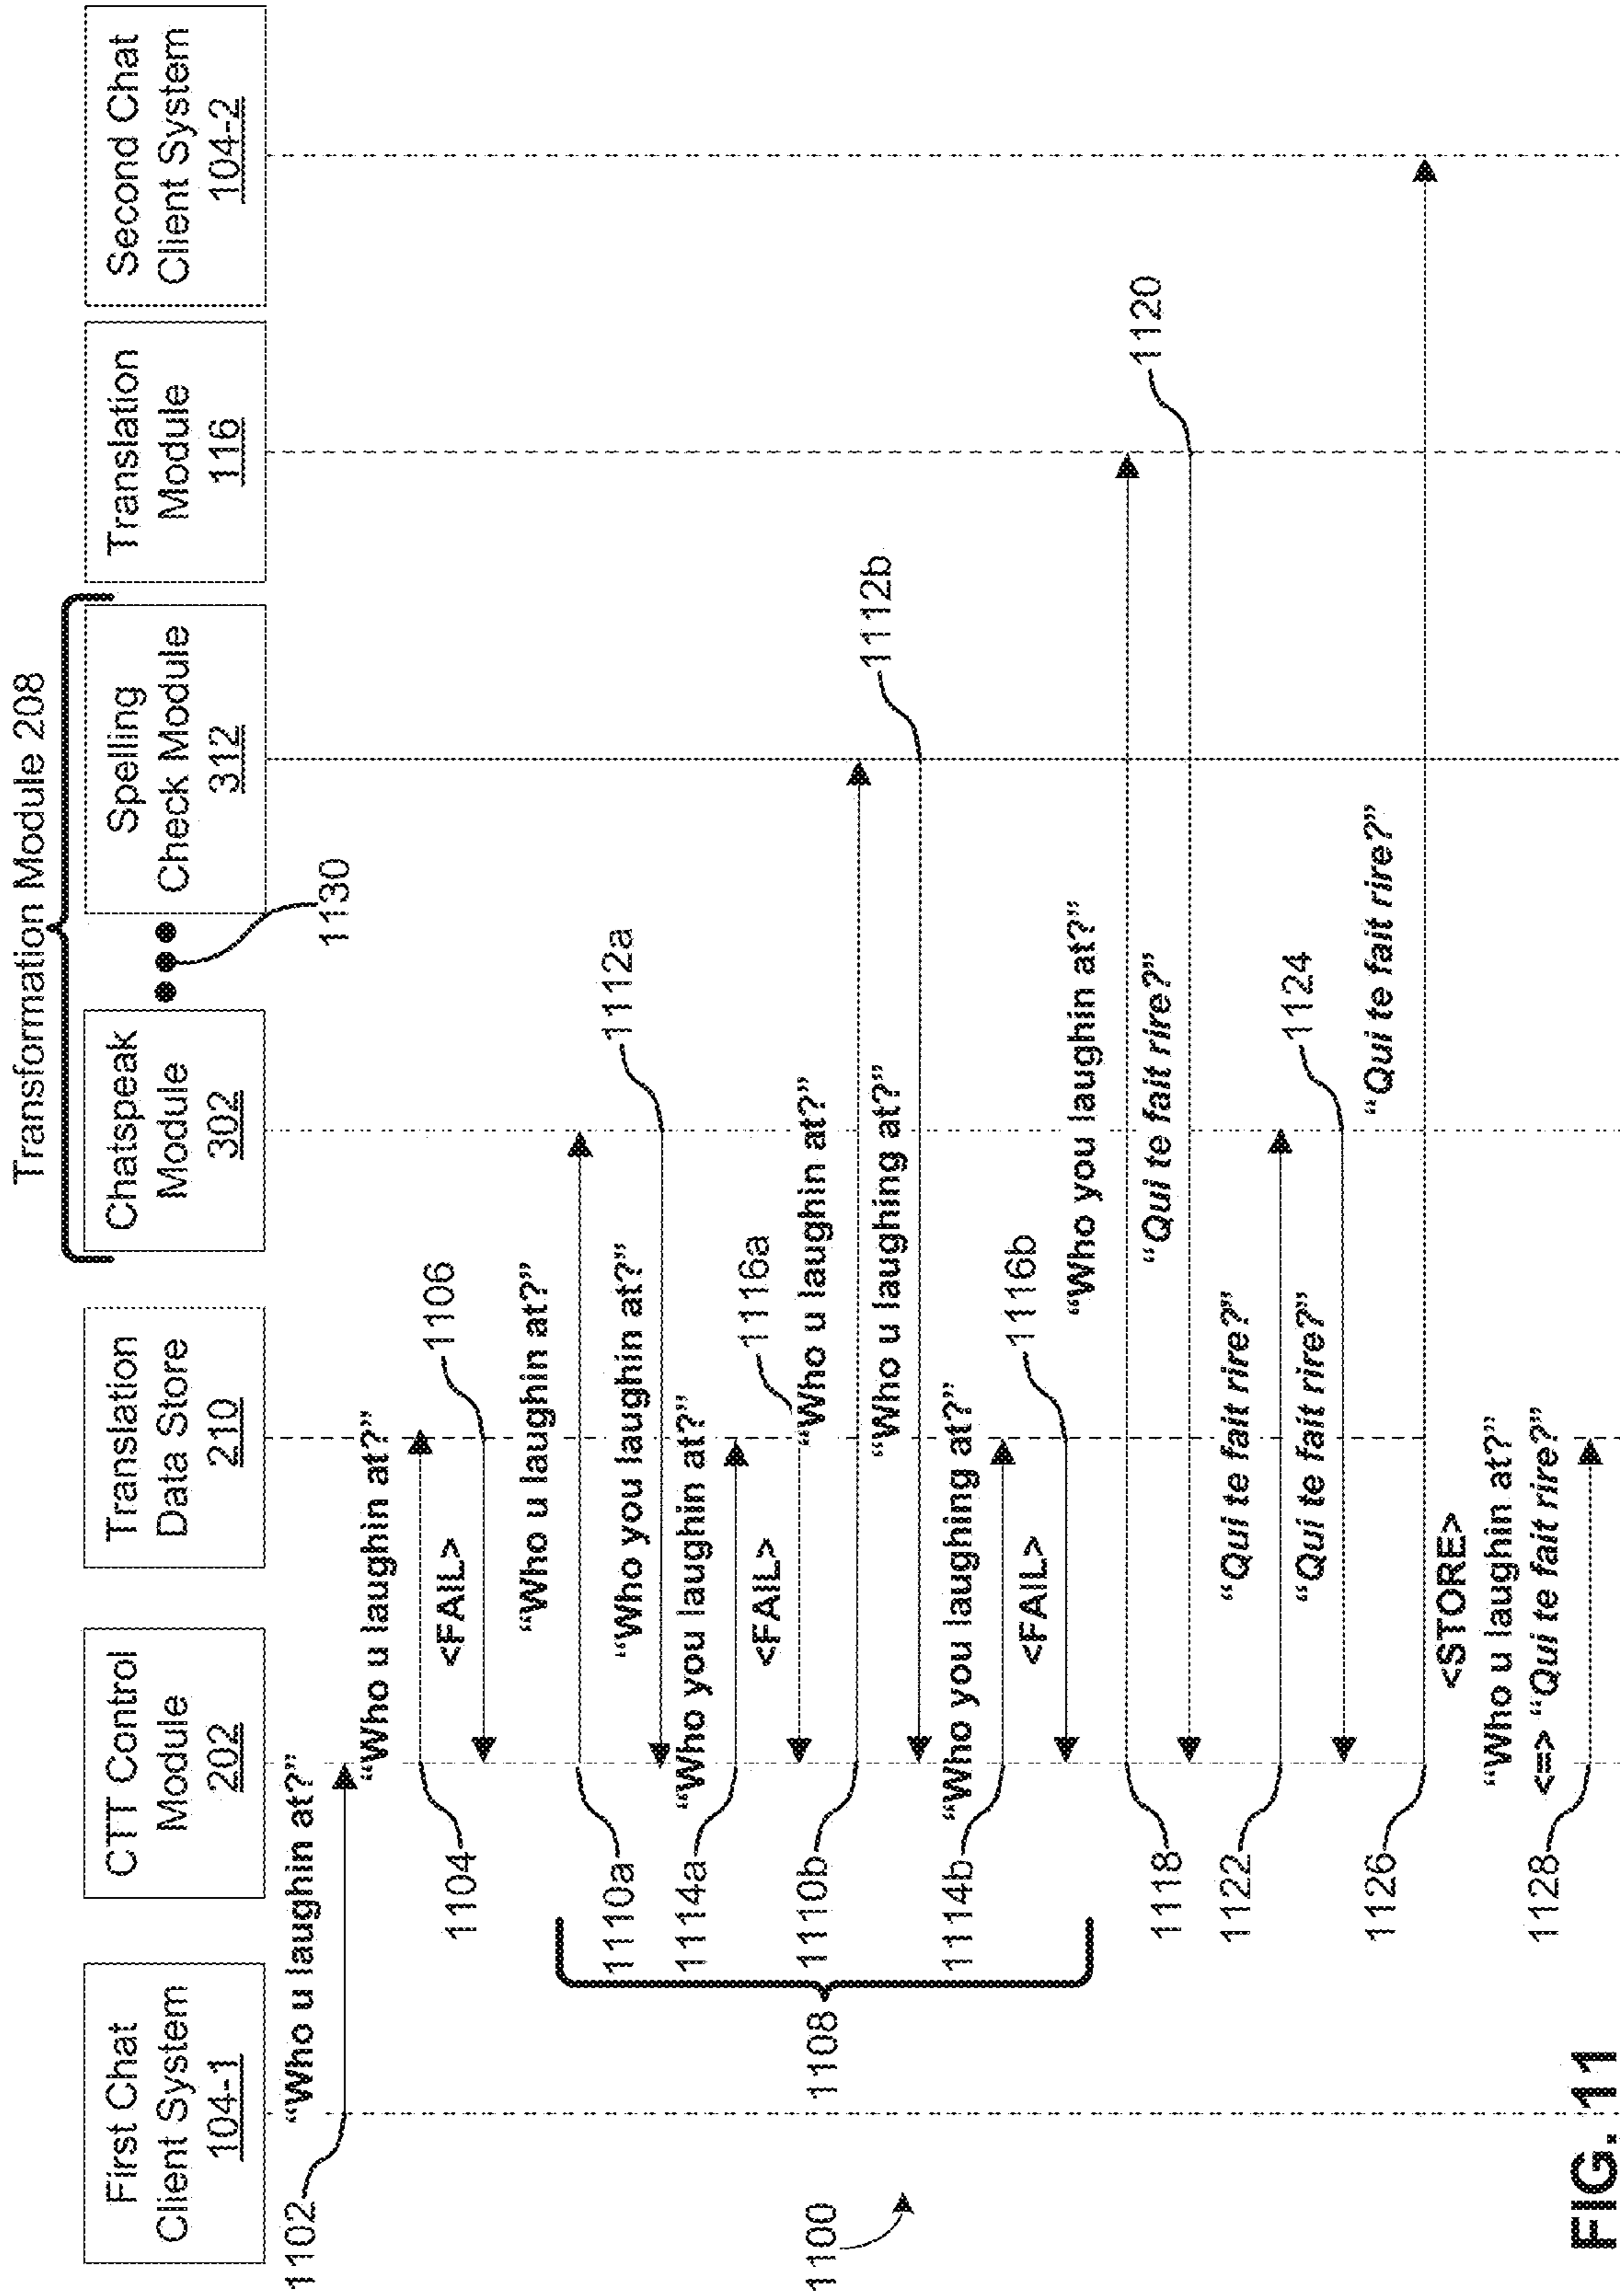 Transformation Module 208
First Chat
Client System
104-1
CTT Control
Module
202
Translation
Data Store
210
Chatspeak
Module
302
Spelling
Check Module
312
Translation
Module
116
Second Chat
Client System
104-2
1130
1102
“Who u laughin at?”
“Who u laughin at?”
1104
<FAIL>
1106
1108
“Who u laughin at?”
1110a
“Who you laughin at?”
1112a
“Who you laughin at?”
1114a
<FAIL>
1116a
“Who u laughin at?”
1110b
“Who u laughing at?”
1112b
“Who you laughing at?”
1114b
<FAIL>
1116b
“Who you laughin at?”
1118
“Qui te fait rire?”
1120
“Qui te fait rire?”
1122
“Qui te fait rire?”
1124
“Qui te fait rire?”
1126
<STORE>
“Who u laughin at?”
<=> “Qui te fait rire?”
1128
1100
FIG. 11